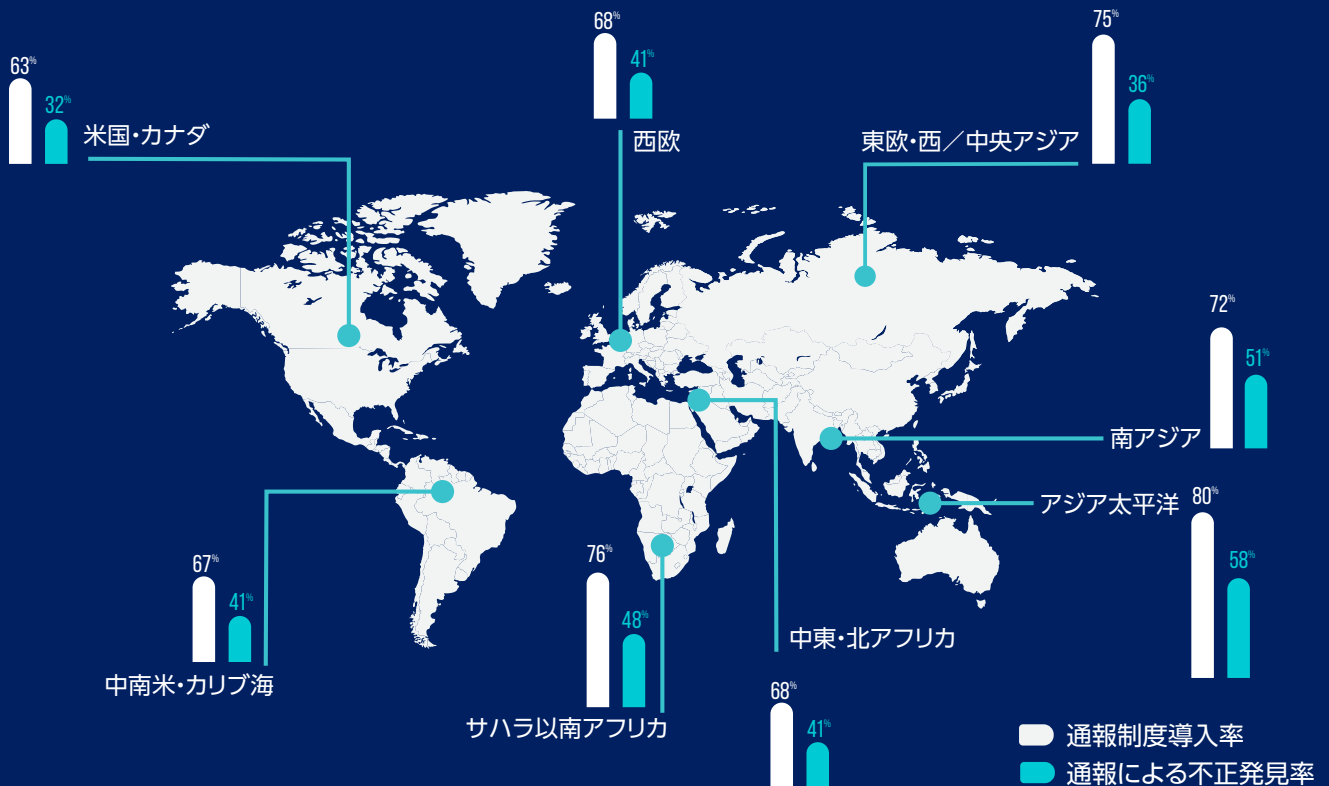 63%
32%
米国・カナダ
68%
41%
西欧
75%
36%
東欧・西/中央アジア
72%
51%
南アジア
80%
58%
アジア太平洋
67%
41%
中南米・カリブ海
76%
48%
サハラ以南アフリカ
中東・北アフリカ
68%
41%
通報制度導入率
通報による不正発見率